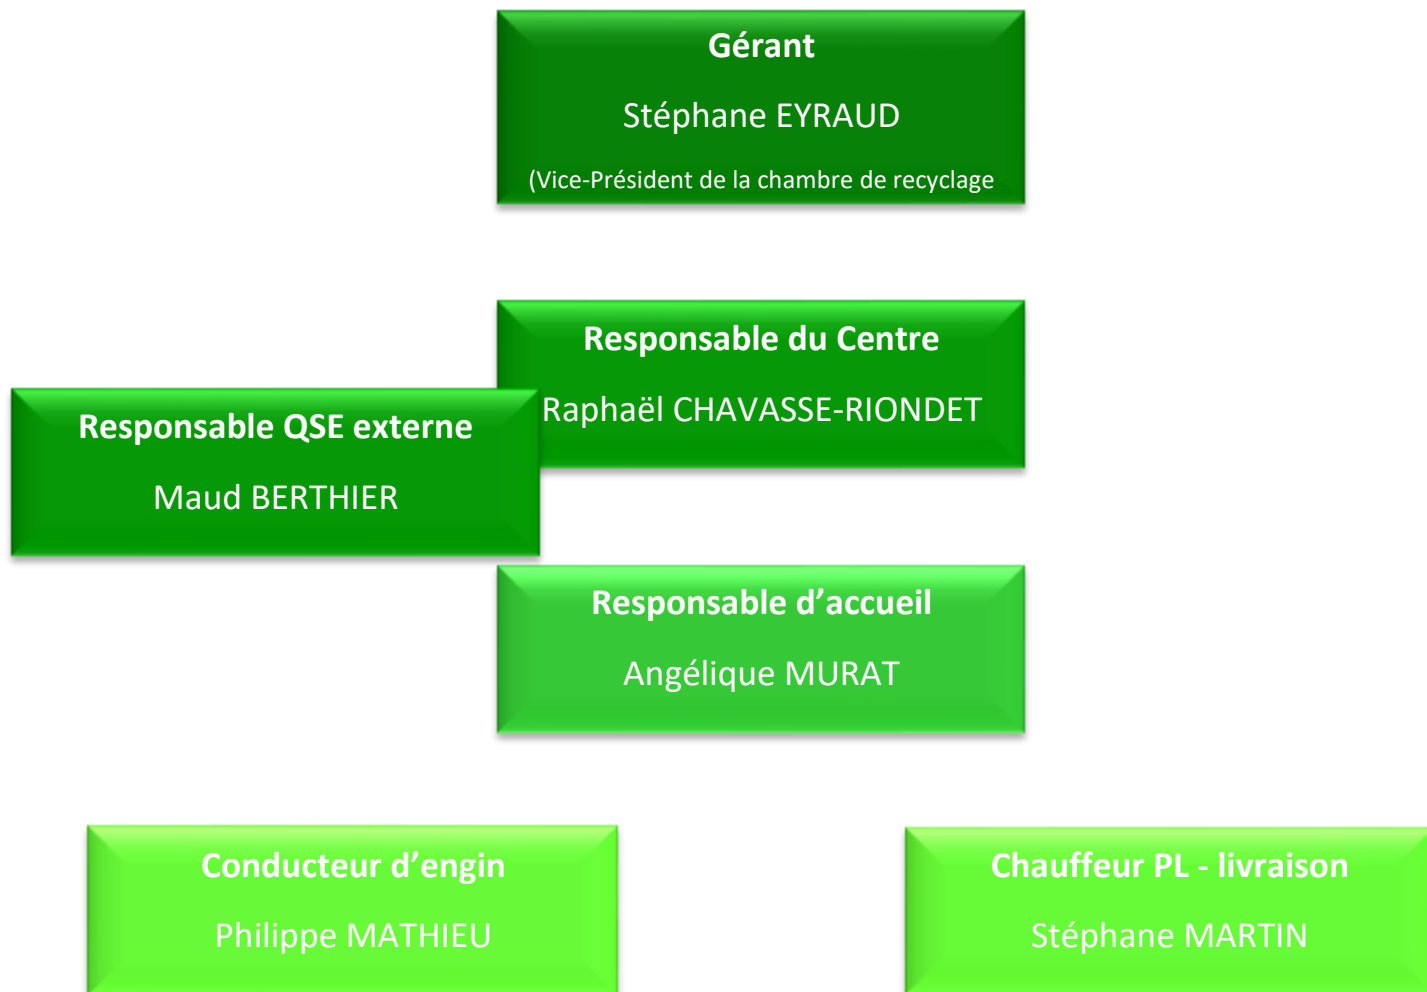 Gérant
Stéphane EYRAUD
(Vice-Président de la chambre de recyclage
Responsable du Centre
Raphaël CHAVASSE-RIONDET
Responsable QSE externe
Maud BERTHIER
Responsable d’accueil
Angélique MURAT
Conducteur d’engin
Philippe MATHIEU
Chauffeur PL - livraison
Stéphane MARTIN